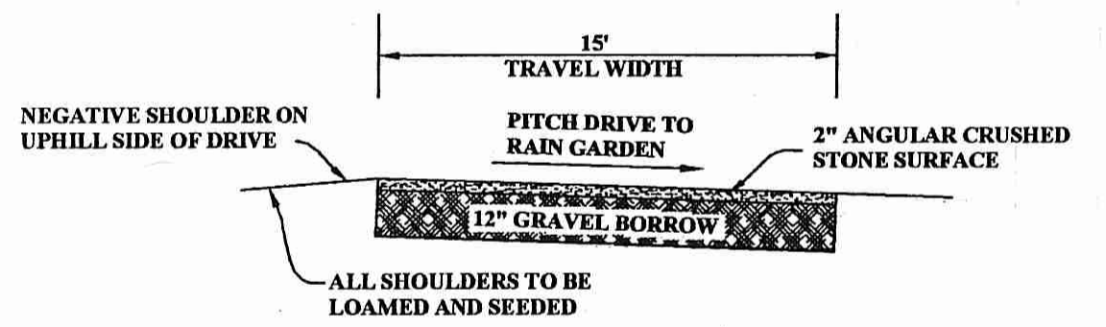 15'
TRAVEL WIDTH
NEGATIVE SHOULDER ON
UPHILL SIDE OF DRIVE
PITCH DRIVE TO
RAIN GARDEN
2" ANGULAR CRUSHED
STONE SURFACE
12" GRAVEL BORROW
ALL SHOULDERS TO BE
LOAMED AND SEEDED